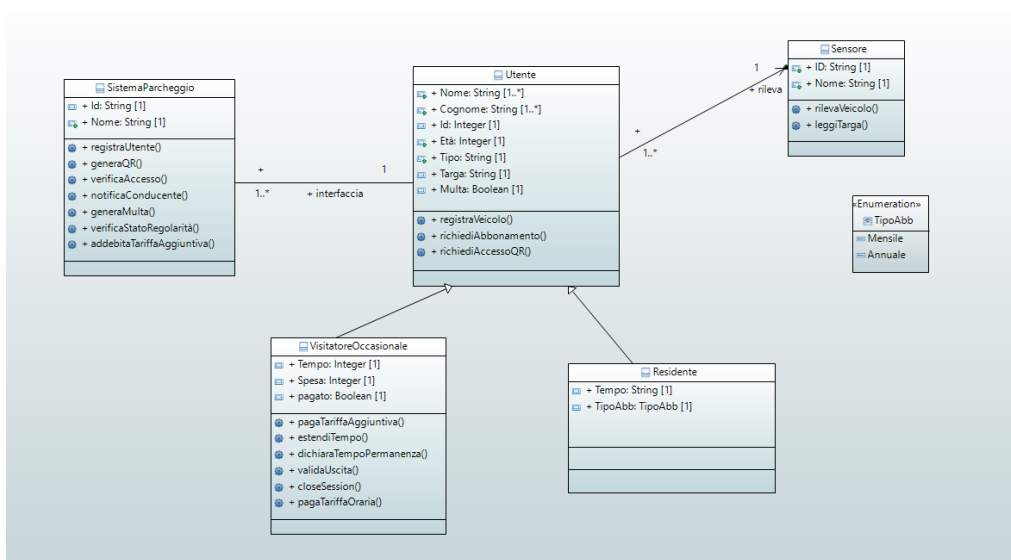 SistemaParcheggio
+ Id: String [1]
+ Nome: String [1]
+ registraUtente()
+ generaQR()
+ verificaAccesso()
+ notificaConducente()
+ generaMulta()
+ verificaStatoRegolarità()
+ addebitaTariffaAggiuntiva()
+
1
1..*
+ interfaccia
Utente
+ Nome: String [1..*]
+ Cognome: String [1..*]
+ Id: Integer [1]
+ Età: Integer [1]
+ Tipo: String [1]
+ Targa: String [1]
+ Multa: Boolean [1]
+ registraVeicolo()
+ richiediAbbonamento()
+ richiediAccessoQR()
1
+ rileva
+
1..*
Sensore
+ ID: String [1]
+ Nome: String [1]
+ rilevaVeicolo()
+ leggiTarga()
«Enumeration»
TipoAbb
Mensile
Annuale
VisitatoreOccasionale
+ Tempo: Integer [1]
+ Spesa: Integer [1]
+ pagato: Boolean [1]
+ pagaTariffaAggiuntiva()
+ estendiTempo()
+ dichiaraTempoPermanenza()
+ validaUscita()
+ closeSession()
+ pagaTariffaOraria()
Residente
+ Tempo: String [1]
+ TipoAbb: TipoAbb [1]